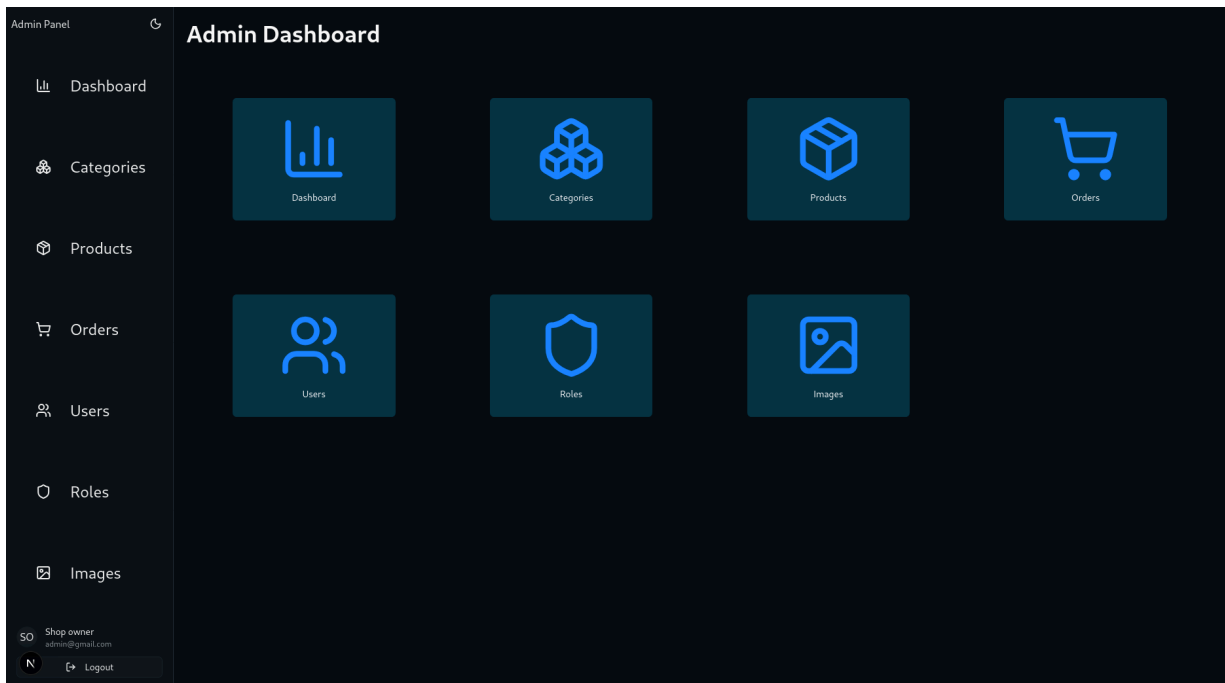 Admin Panel
Dashboard
Categories
Products
Orders
Users
Roles
Images
SO
Shop owner
admin@gmail.com
N
Logout
Admin Dashboard
Dashboard
Categories
Products
Orders
Users
Roles
Images